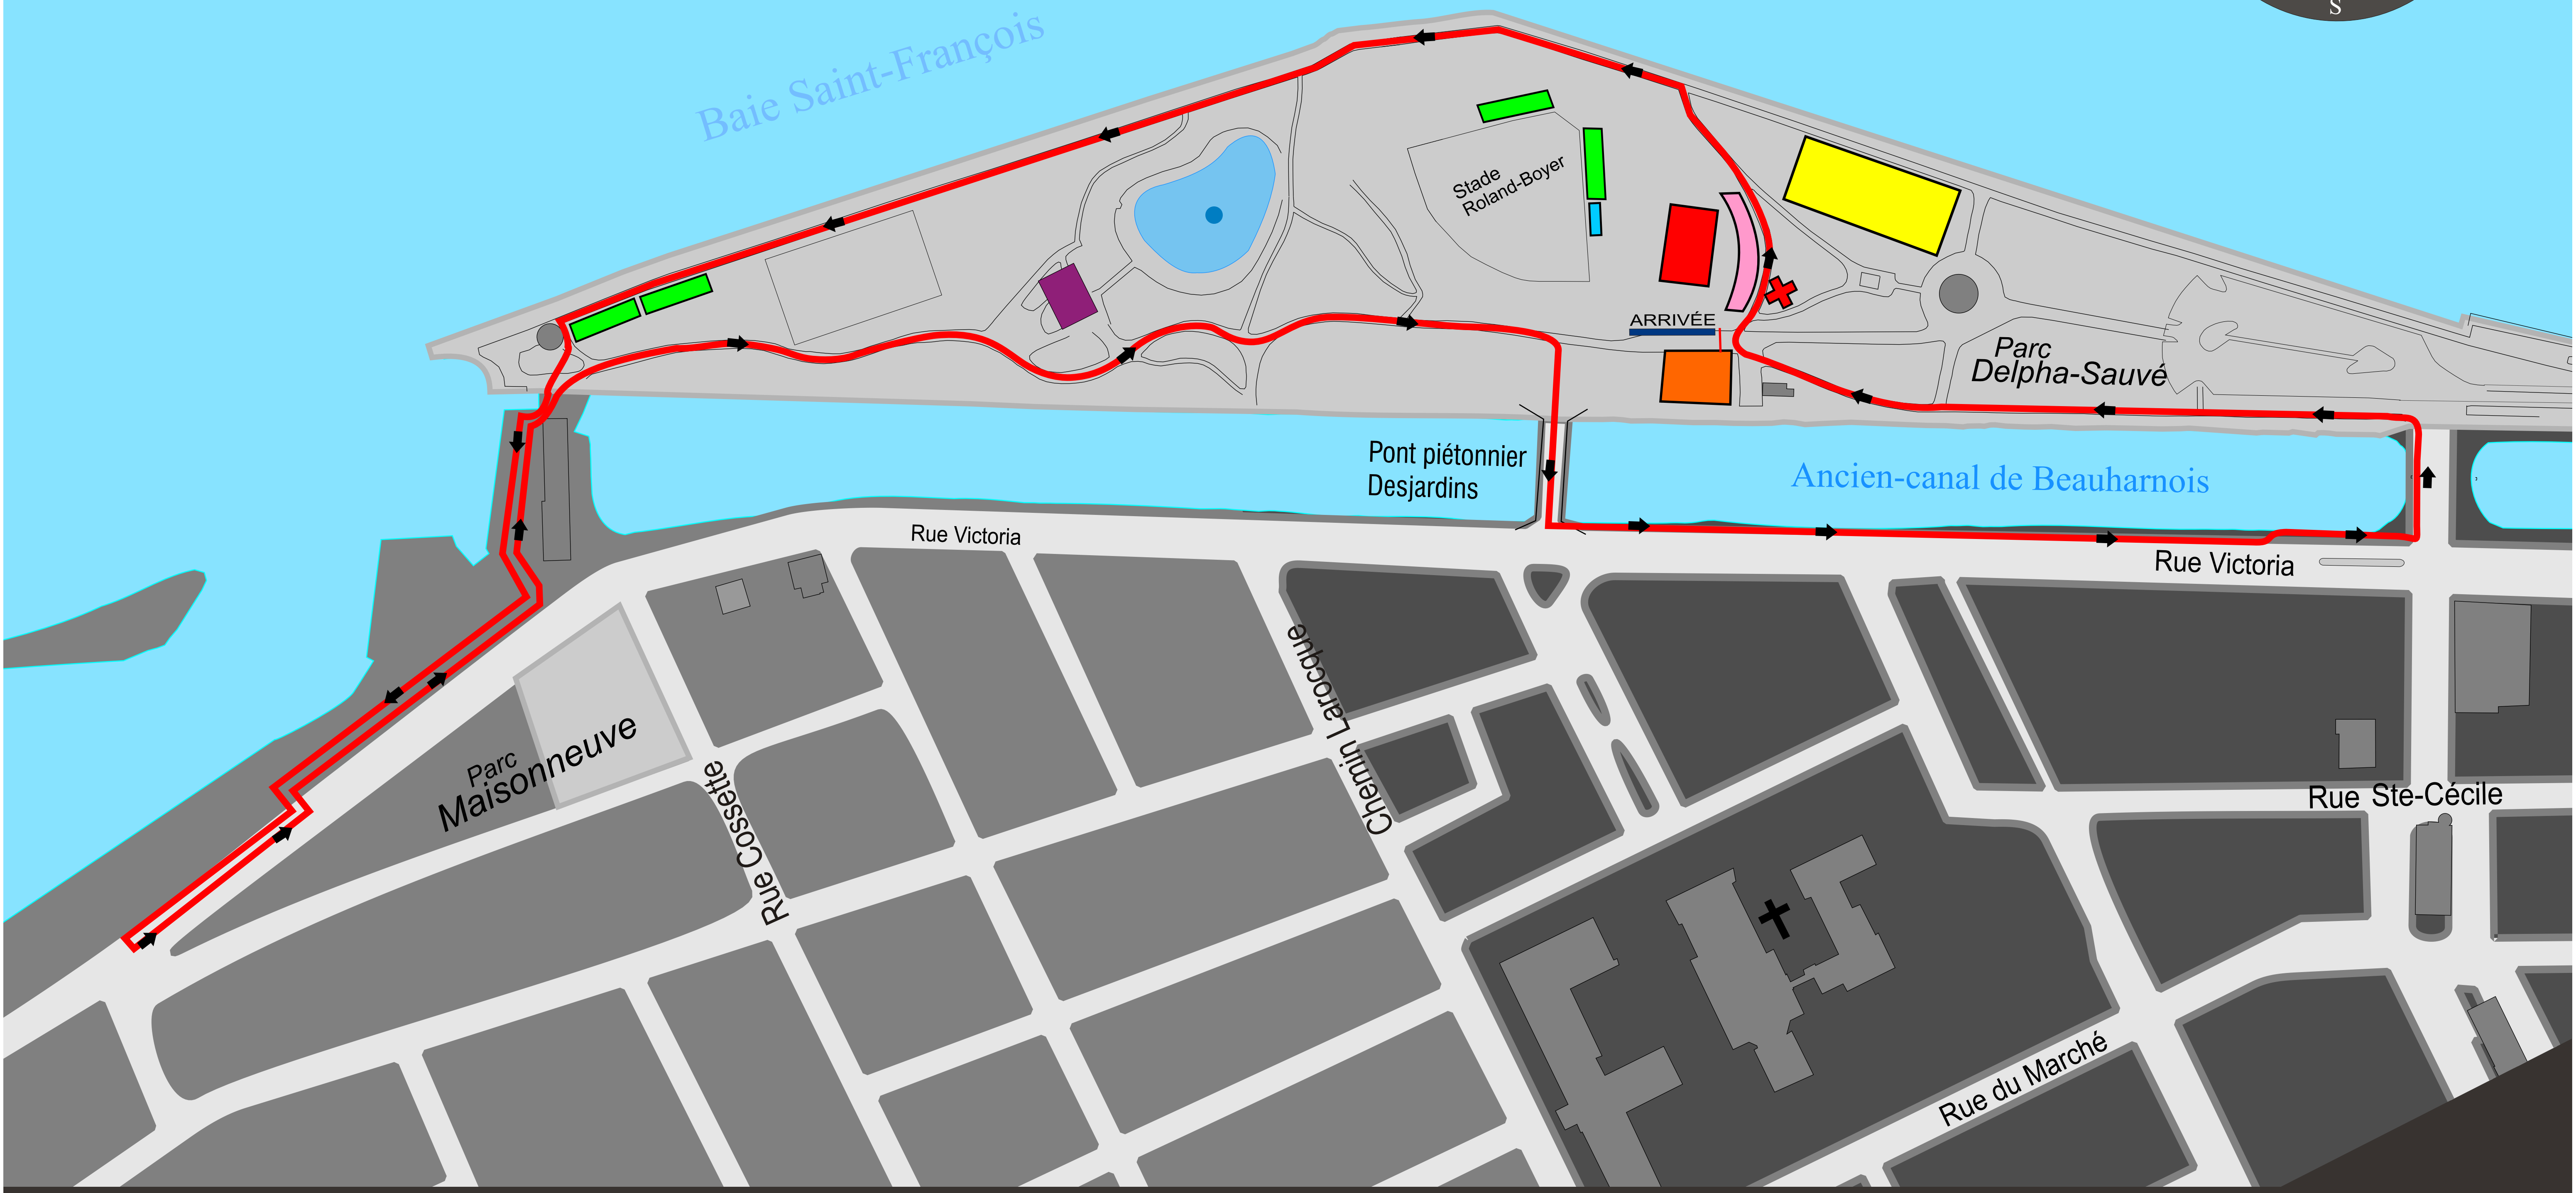 S
Baie Saint-François
Stade
Roland-Boyer
ARRIVÉE
Parc
Delpha-Sauvé
Pont piétonnier
Desjardins
Ancien-canal de Beauharnois
Rue Victoria
Rue Victoria
Chemin Larocque
Parc
Maisonneuve
Rue Cossette
Rue Ste-Cécile
Rue du Marché